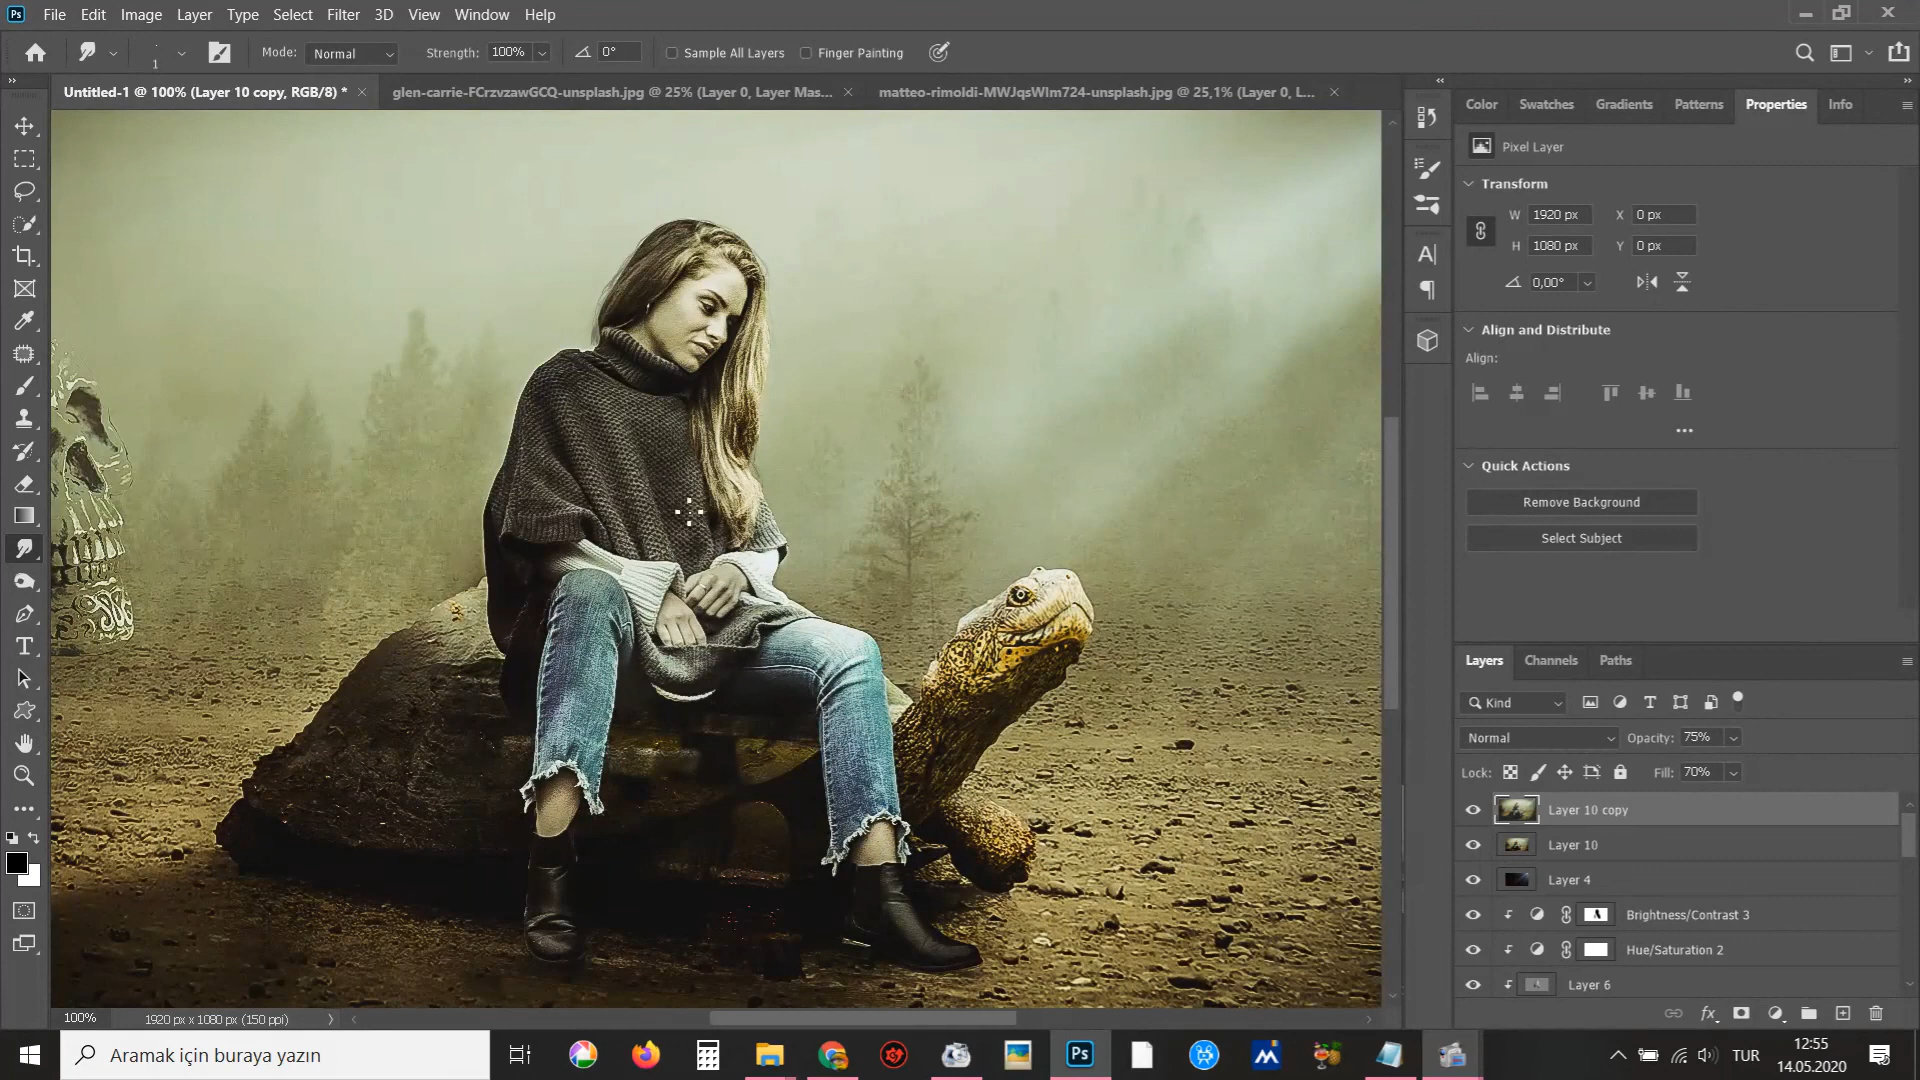 Ps File Edit Image Layer Type Select Filter 3D View Window Help
1 Mode: Normal Strength: 100% 0° Sample All Layers Finger Painting
Untitled-1 @ 100% (Layer 10 copy, RGB/8) * glen-carrie-FCrzvzawGCQ-unsplash.jpg @ 25% (Layer 0, Layer Mas... matteo-rimoldi-MWJqsWIm724-unsplash.jpg @ 25,1% (Layer 0, L...
Color Swatches Gradients Patterns Properties Info
Pixel Layer
Transform
W 1920 px X 0 px
H 1080 px Y 0 px
0,00°
Align and Distribute
Align:
Quick Actions
Remove Background
Select Subject
Layers Channels Paths
Kind
Normal Opacity: 75%
Lock: Fill: 70%
Layer 10 copy
Layer 10
Layer 4
Brightness/Contrast 3
Hue/Saturation 2
Layer 6
100% 1920 px x 1080 px (150 ppi)
Aramak için buraya yazın
Ps
TUR
12:55
14.05.2020